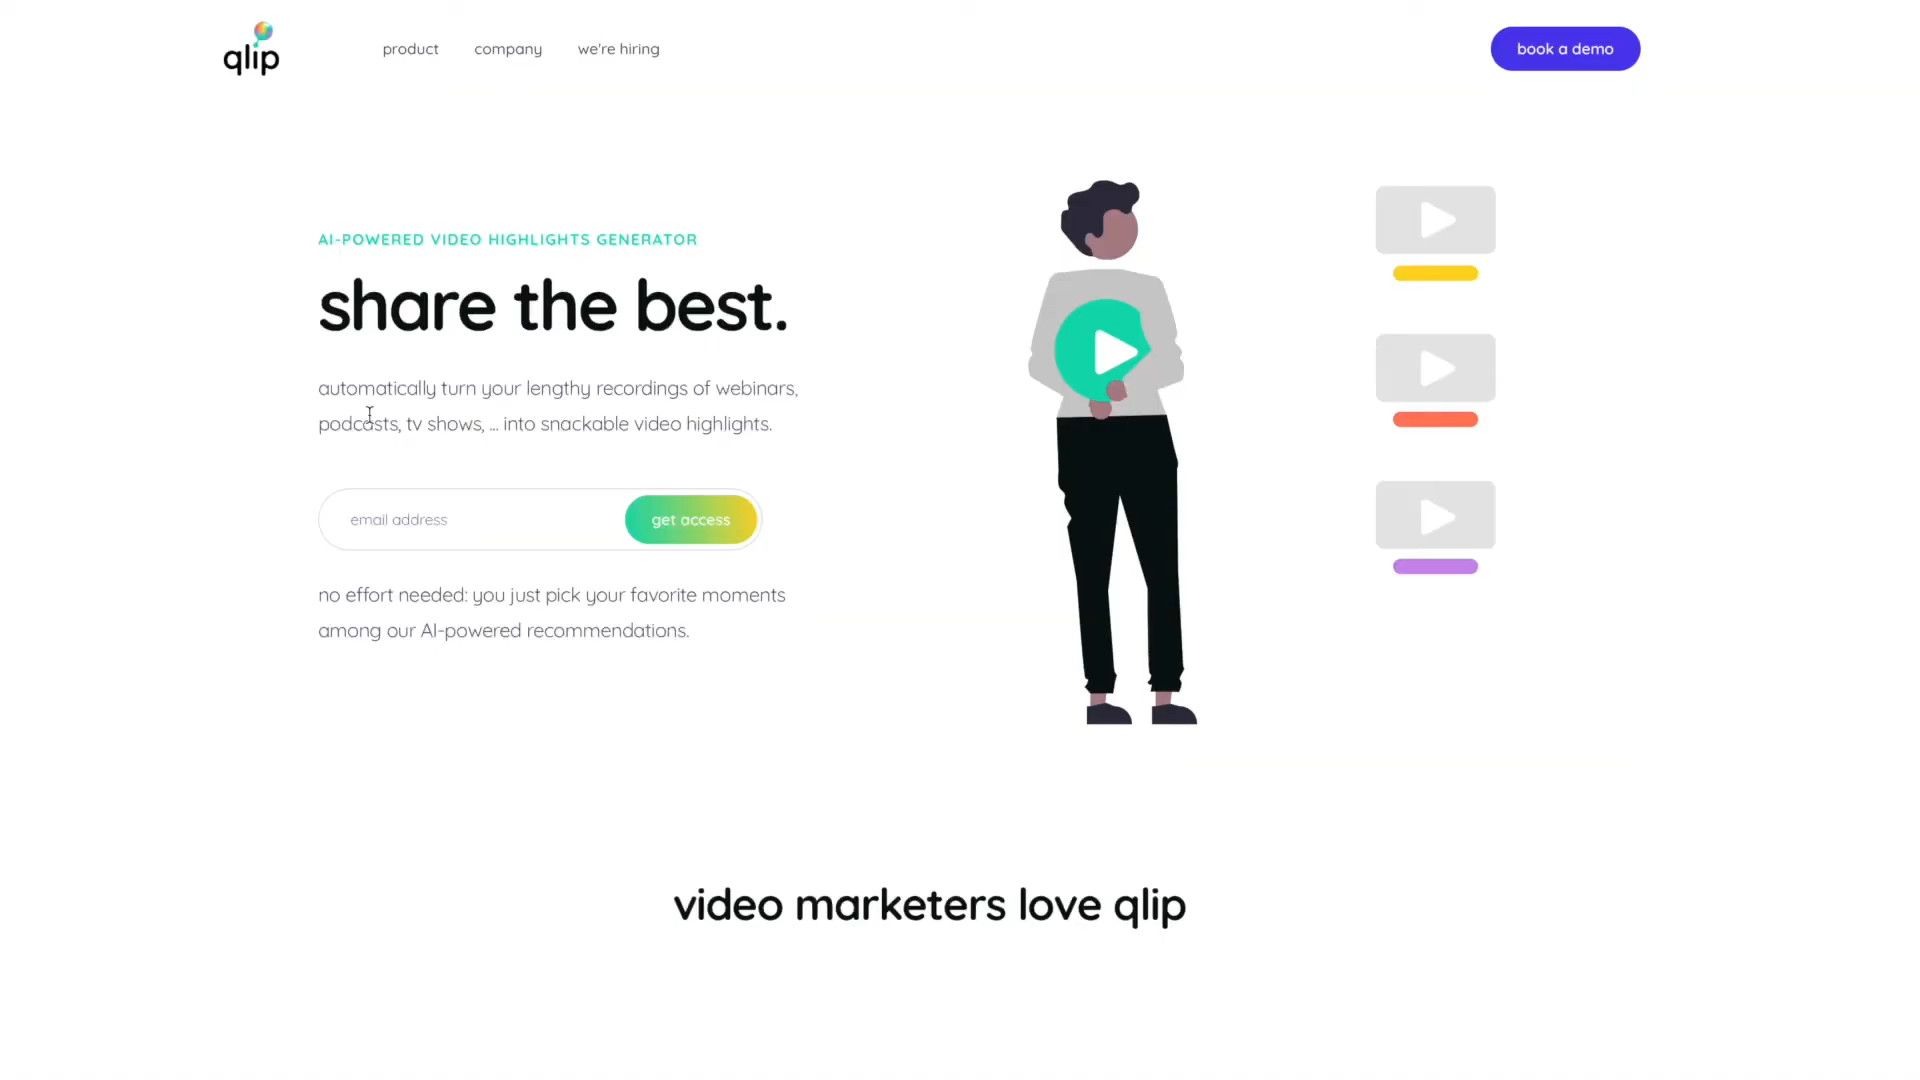 qlip
product
company
we're hiring
book a demo
AI-POWERED VIDEO HIGHLIGHTS GENERATOR
share the best.
automatically turn your lengthy recordings of webinars,
podcasts, tv shows, ... into snackable video highlights.
email address
get access
no effort needed: you just pick your favorite moments
among our AI-powered recommendations.
video marketers love qlip